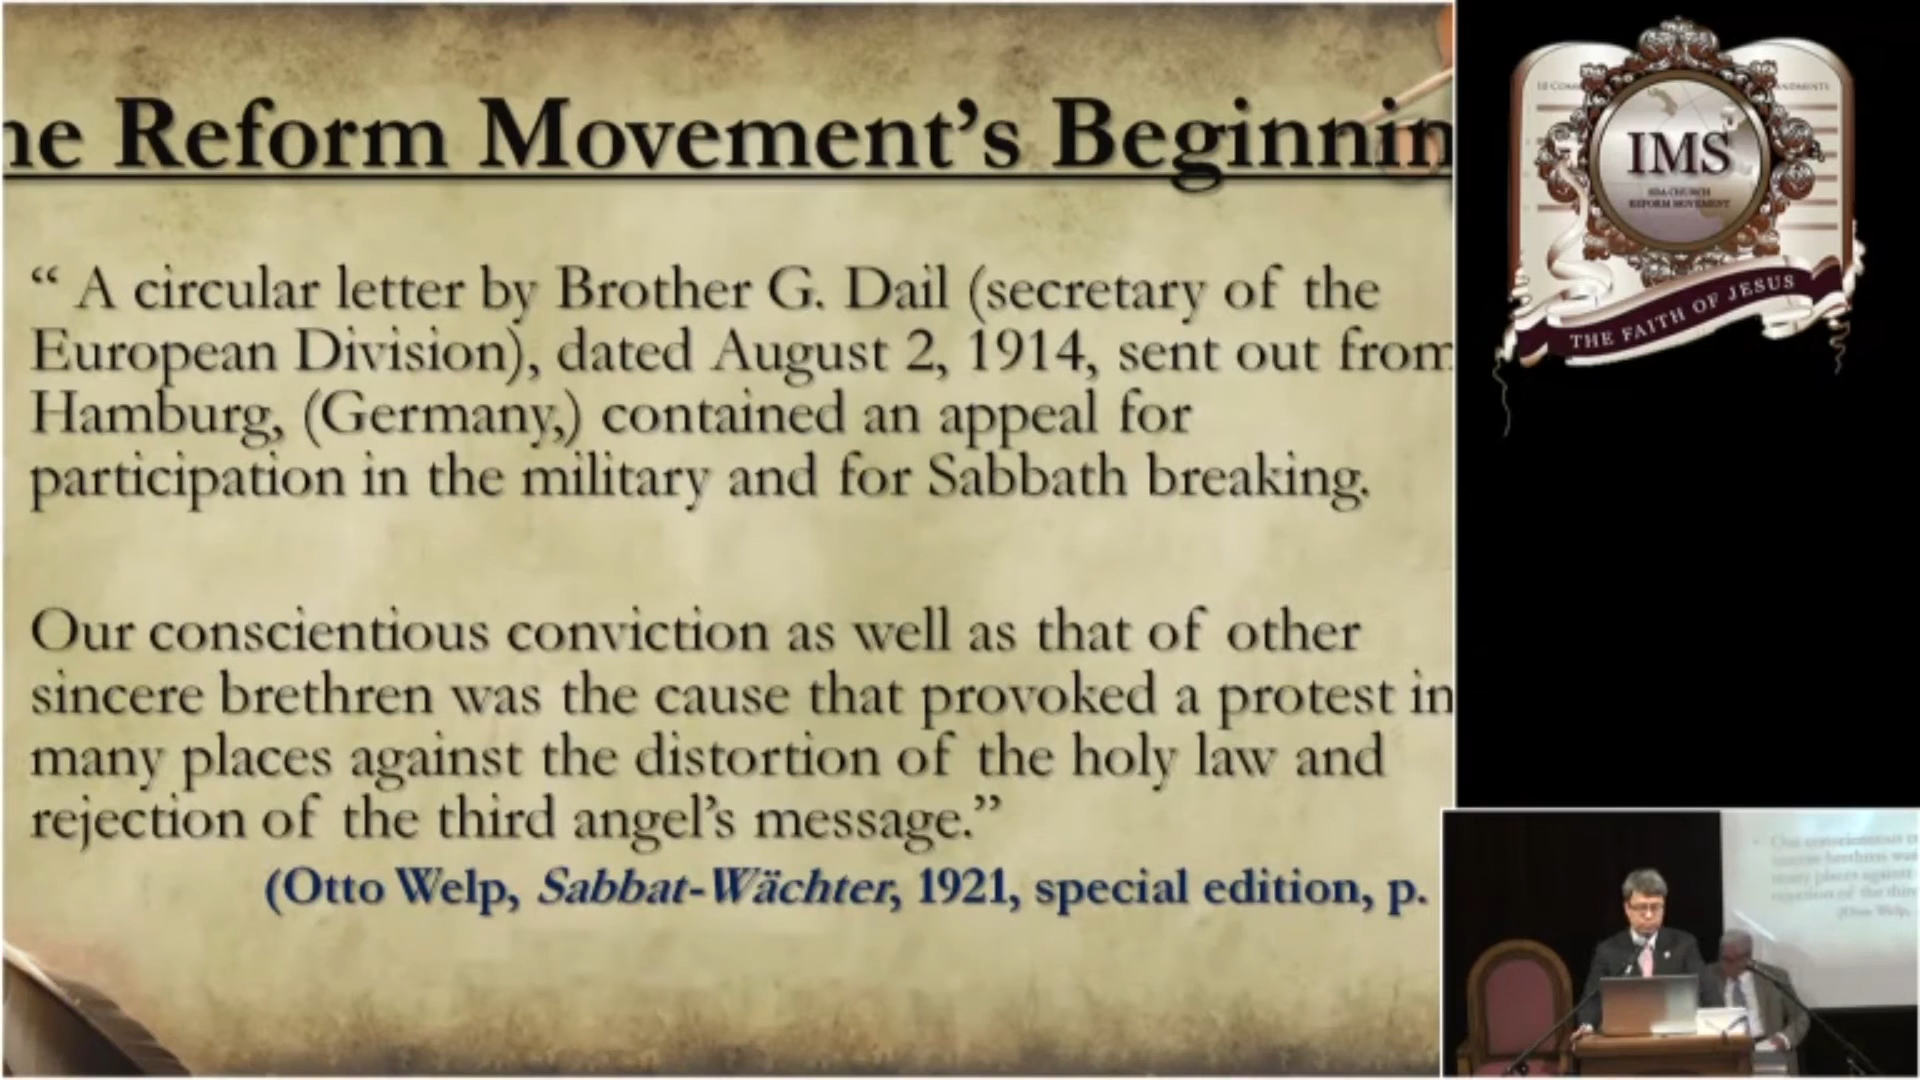 he Reform Movement's Beginnin
“ A circular letter by Brother G. Dail (secretary of the
European Division), dated August 2, 1914, sent out from
Hamburg, (Germany,) contained an appeal for
participation in the military and for Sabbath breaking.
Our conscientious conviction as well as that of other
sincere brethren was the cause that provoked a protest in
many places against the distortion of the holy law and
rejection of the third angel’s message.”
(Otto Welp, Sabbat-Wächter, 1921, special edition, p.
IMS
SDA CHURCH
REFORM MOVEMENT
THE FAITH OF JESUS